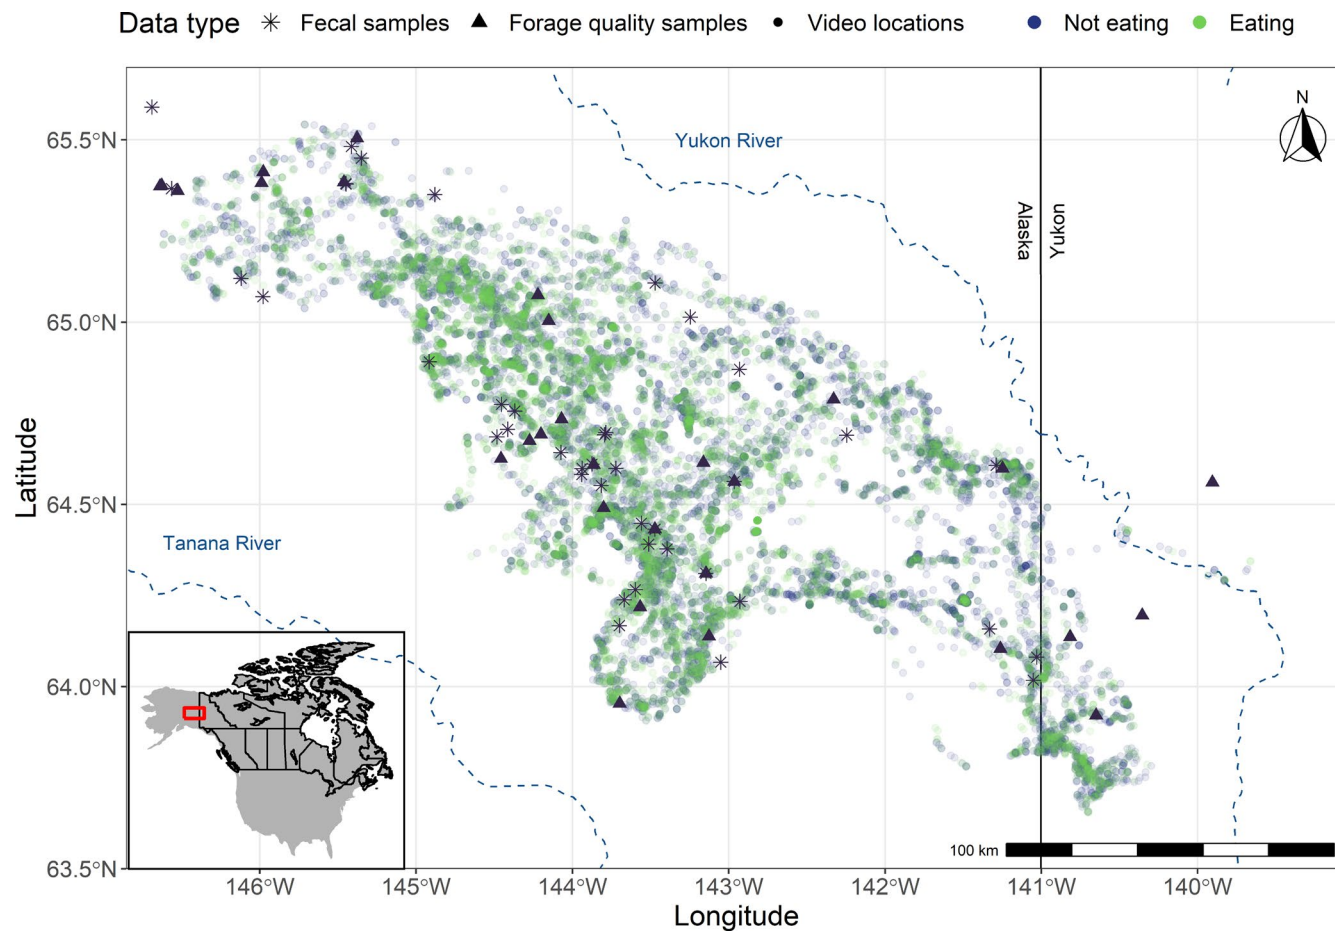 Data type Fecal samples Forage quality samples Video locations Not eating Eating
N
65.5°N
Yukon River
Alaska
Yukon
65.0°N
Latitude
64.5°N
Tanana River
64.0°N
100 km
63.5°N
146°W 145°W 144°W 143°W 142°W 141°W 140°W
Longitude